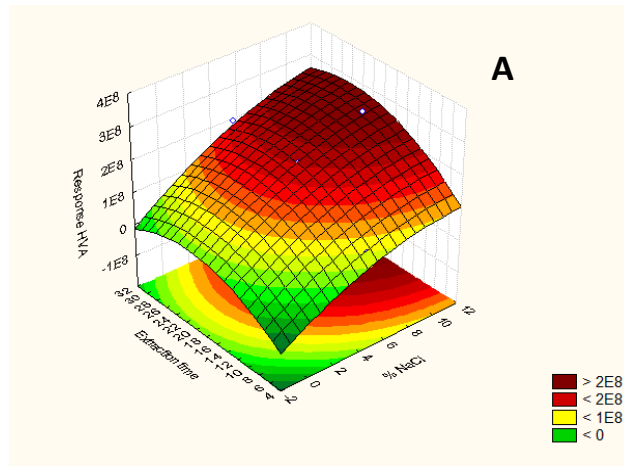 A
4E8
3E8
2E8
1E8
0
-1E8
Response HVA
Extraction time
-2
0
2
4
6
8
10
12
% NaCl
> 2E8
< 2E8
< 1E8
< 0